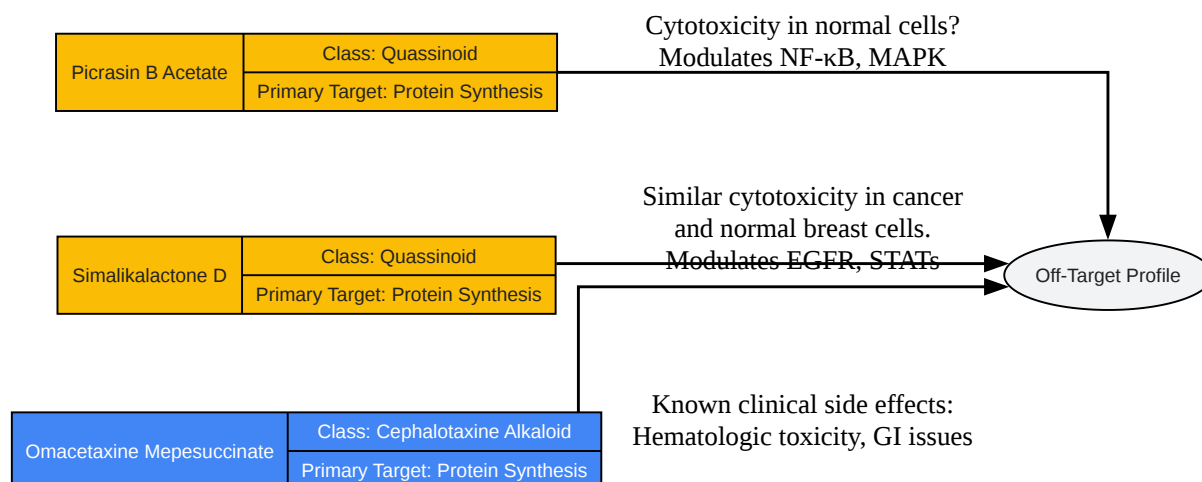 Cytotoxicity in normal cells?
Modulates NF-κB, MAPK
Picrasin B Acetate
Class: Quassinoid
Primary Target: Protein Synthesis
Similar cytotoxicity in cancer
and normal breast cells.
Modulates EGFR, STATs
Simalikalactone D
Class: Quassinoid
Primary Target: Protein Synthesis
Off-Target Profile
Known clinical side effects:
Hematologic toxicity, GI issues
Omacetaxine Mepesuccinate
Class: Cephalotaxine Alkaloid
Primary Target: Protein Synthesis